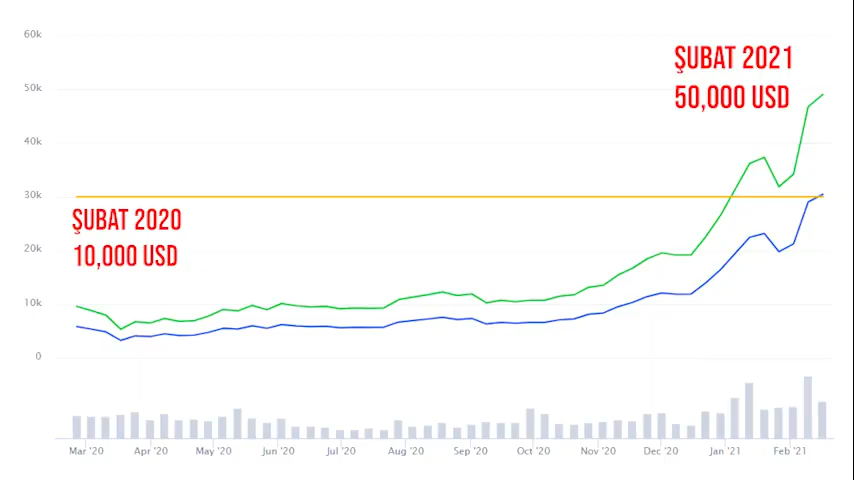 60k
ŞUBAT 2021
50k
50,000 USD
40k
30k
ŞUBAT 2020
20k
10,000 USD
10k
0
Mar '20 Apr '20 May '20 Jun '20 Jul '20 Aug '20 Sep '20 Oct '20 Nov '20 Dec '20 Jan '21 Feb '21